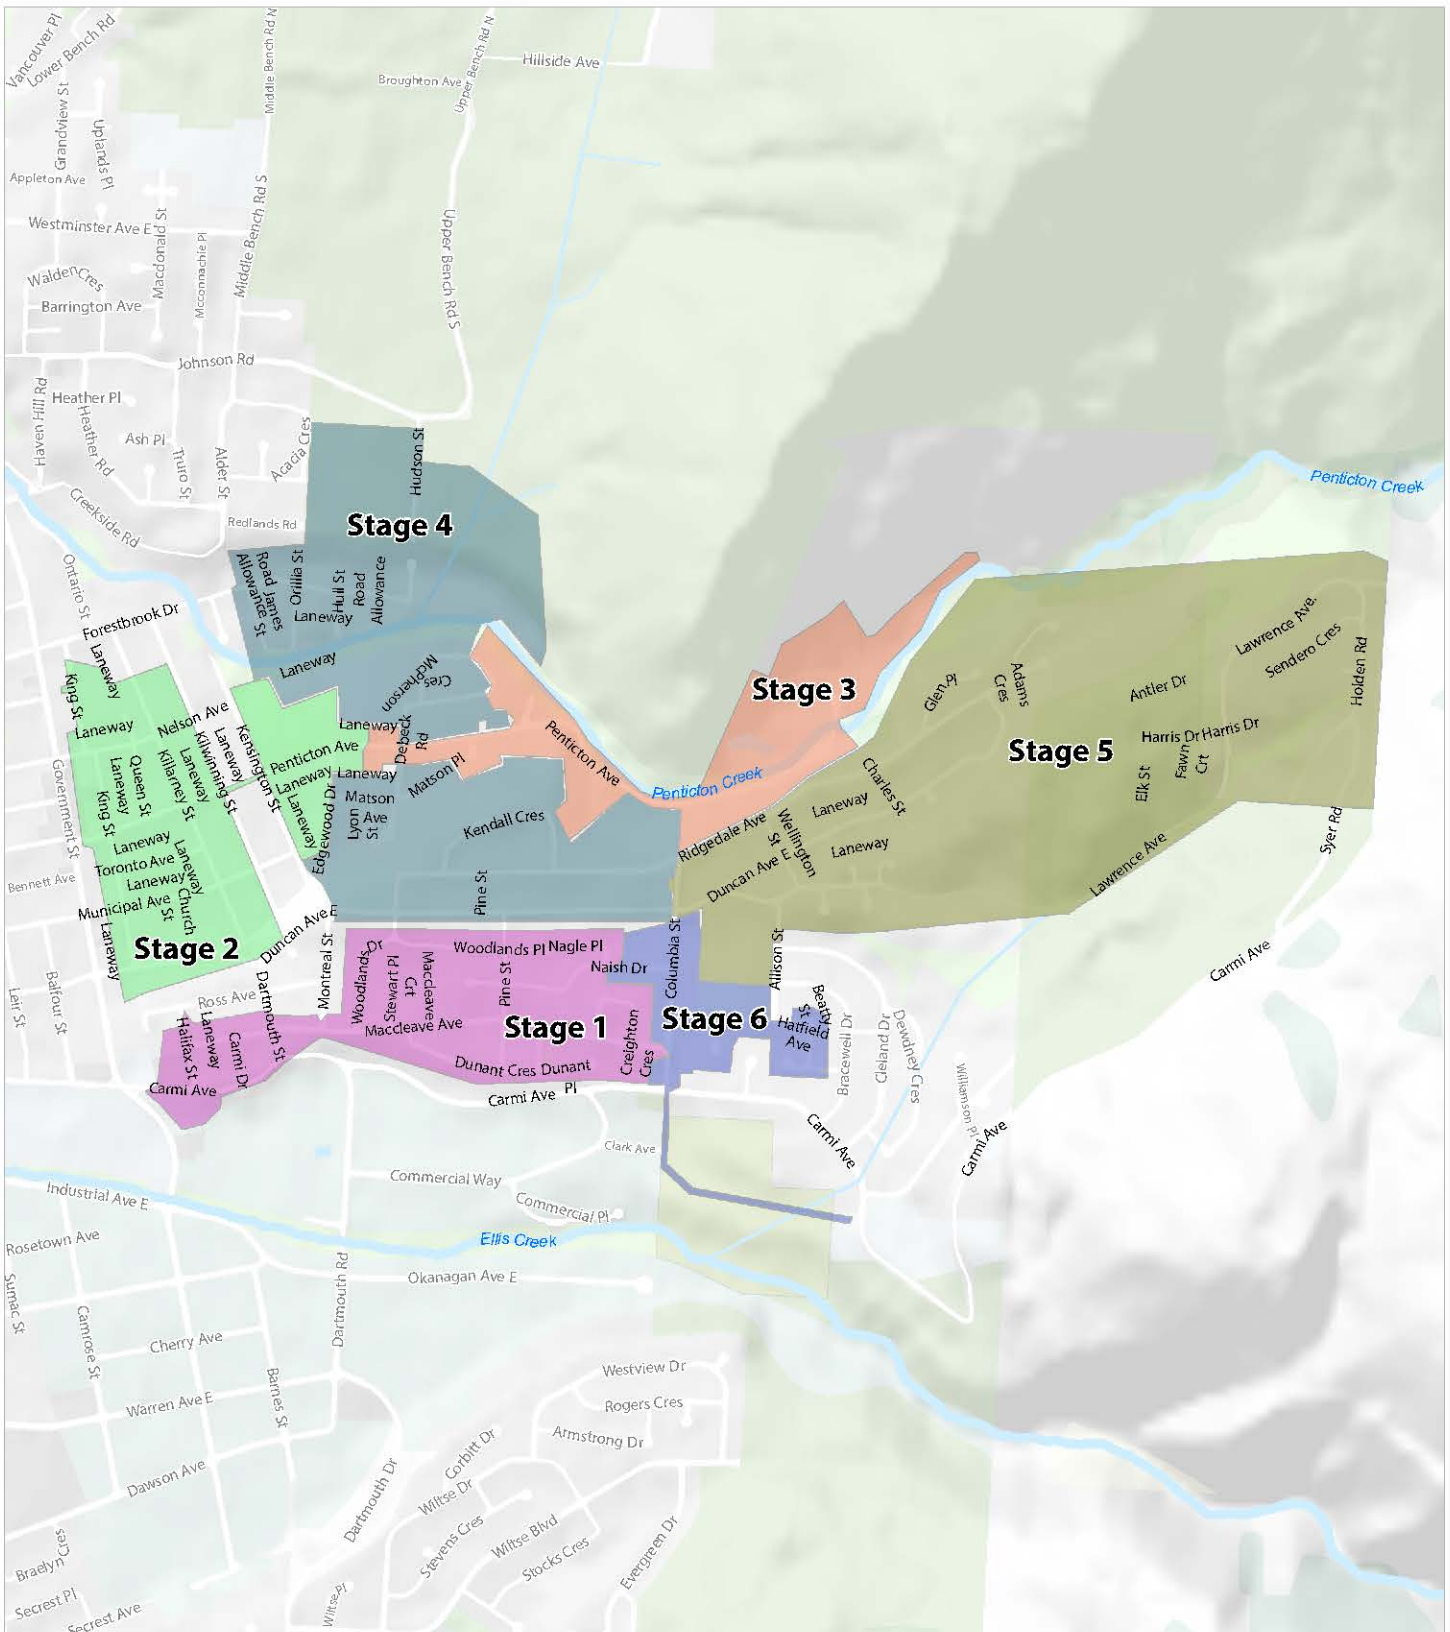 Vancouver Pl
Lower Bench Rd
Grandview St
Uplands Pl
Middle Bench Rd N
Upper Bench Rd N
Hillside Ave
Broughton Ave
Appleton Ave
Westminster Ave E
Macdonald St
Mcconnachie Pl
Middle Bench Rd S
Upper Bench Rd S
Walden Cres
Barrington Ave
Johnson Rd
Haven Hill Rd
Heather Pl
Heather Rd
Ash Pl
Truro St
Alder St
Acacia Cres
Hudson St
Creekside Rd
Redlands Rd
Stage 4
Penticton Creek
Ontario St
Forestbrook Dr
Road
Allowance
James
St
Orillia St
Hull St
Road
Allowance
Laneway
Laneway
Laneway
King St
Laneway
Nelson Ave
McPherson
Cres
Laneway
Debeck
Rd
Stage 3
Glen Pl
Adams
Cres
Antler Dr
Lawrence Ave.
Sendero Cres
Holden Rd
Harris Dr
Harris Dr
Fawn
Crt
Elk St
Stage 5
Government St
Laneway
Queen St
King St
Killarney St
Laneway
Kilwinning St
Laneway
Kensington St
Penticton Ave
Laneway
Laneway
Laneway
Edgewood Dr
Matson
Ave
Lyon
St
Matson Pl
Penticton Ave
Kendall Cres
Penticton Creek
Charles St
Laneway
Laneway
Ridgedale Ave
Wellington
St E
Duncan Ave E
Lawrence Ave
Syer Rd
Bennett Ave
Laneway
Toronto Ave
Laneway
Laneway
Municipal Ave
Church
St
Laneway
Stage 2
Duncan Ave E
Pine St
Balfour St
Leir St
Ross Ave
Dartmouth St
Montreal St
Woodlands Dr
Stewart Pl
Maccleave
Crt
Maccleave Ave
Woodlands Pl
Nagle Pl
Naish Dr
Pine St
Stage 1
Columbia St
Stage 6
Allison St
Beatty
St
Hatfield
Ave
Bracewell Dr
Cleland Dr
Dewdney Cres
Williamson Pl
Carmi Ave
Carmi Ave
Halifax St
Laneway
Carmi Dr
Carmi Ave
Dunant Cres
Dunant
Pl
Creighton
Cres
Carmi Ave
Carmi Ave
Clark Ave
Commercial Way
Commercial Pl
Industrial Ave E
Ellis Creek
Okanagan Ave E
Rosetown Ave
Sumac St
Camrose St
Cherry Ave
Dartmouth Rd
Barnes St
Warren Ave E
Dawson Ave
Westview Dr
Rogers Cres
Armstrong Dr
Corbitt Dr
Wiltse Dr
Dartmouth Dr
Stevens Cres
Wiltse Blvd
Stocks Cres
Evergreen Dr
Wiltse Pl
Braelyn Cres
Secrest Pl
Secrest Ave